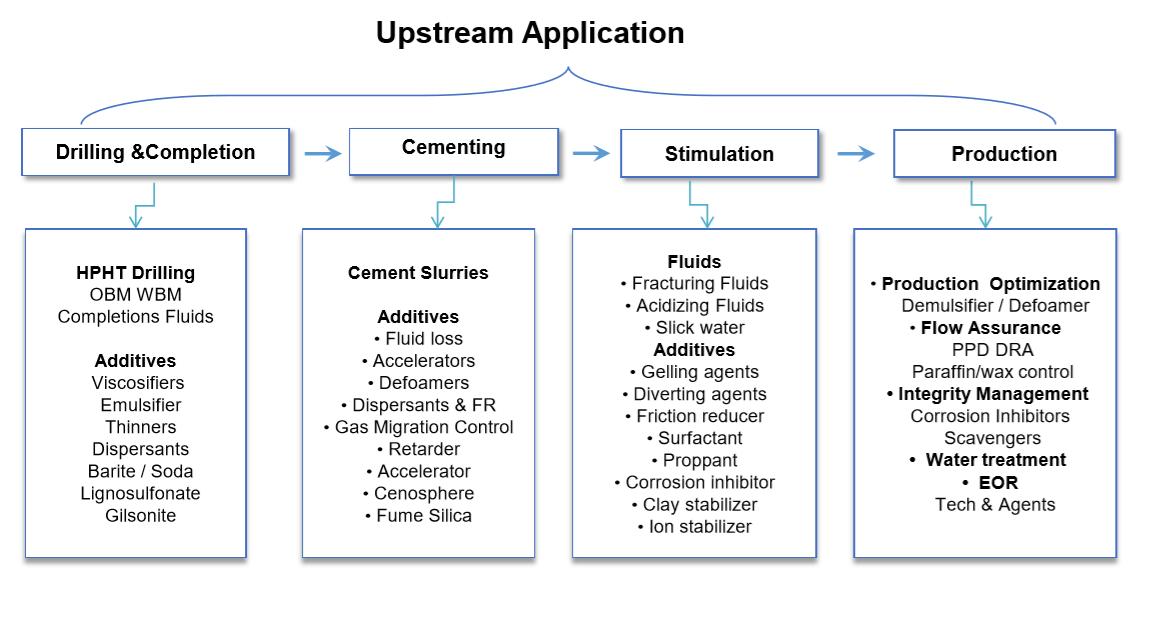 Upstream Application
Drilling &Completion
Cementing
Stimulation
Production
HPHT Drilling
OBM WBM
Completions Fluids
Additives
Viscosifiers
Emulsifier
Thinners
Dispersants
Barite / Soda
Lignosulfonate
Gilsonite
Cement Slurries
Additives
• Fluid loss
• Accelerators
• Defoamers
• Dispersants & FR
• Gas Migration Control
• Retarder
• Accelerator
• Cenosphere
• Fume Silica
Fluids
• Fracturing Fluids
• Acidizing Fluids
• Slick water
Additives
• Gelling agents
• Diverting agents
• Friction reducer
• Surfactant
• Proppant
• Corrosion inhibitor
• Clay stabilizer
• Ion stabilizer
• Production  Optimization
Demulsifier / Defoamer
• Flow Assurance
PPD DRA
Paraffin/wax control
• Integrity Management
Corrosion Inhibitors
Scavengers
• Water treatment
• EOR
Tech & Agents